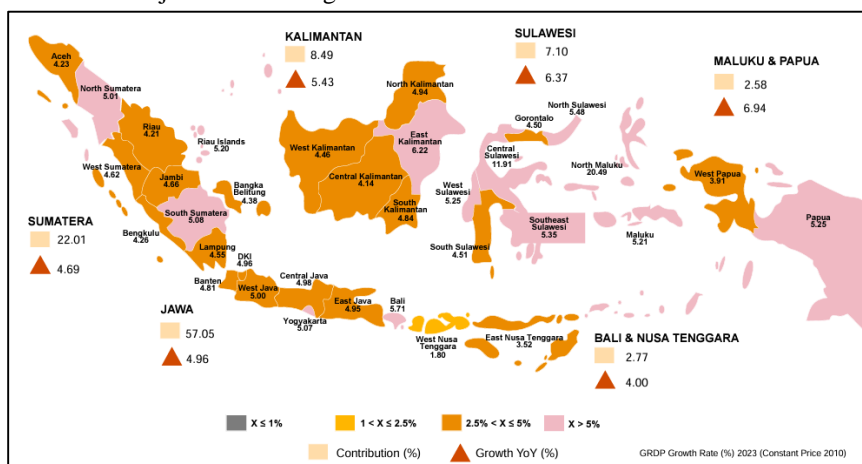 KALIMANTAN
8.49
5.43
SULAWESI
7.10
6.37
MALUKU & PAPUA
2.58
6.94
SUMATERA
22.01
4.69
JAWA
57.05
4.96
BALI & NUSA TENGGARA
2.77
4.00
Aceh
4.23
North Sumatera
5.01
Riau
4.21
Riau Islands
5.20
West Sumatera
4.62
Jambi
4.66
Bangka
Belitung
4.38
South Sumatera
5.08
Bengkulu
4.26
Lampung
4.55
DKI
4.96
Banten
4.81
West Java
5.00
Central Java
4.98
Yogyakarta
5.07
East Java
4.95
Bali
5.71
West Nusa
Tenggara
1.80
East Nusa Tenggara
3.52
North Kalimantan
4.94
West Kalimantan
4.46
Central Kalimantan
4.14
East
Kalimantan
6.22
South
Kalimantan
4.84
North Sulawesi
5.48
Gorontalo
4.50
Central
Sulawesi
11.91
West
Sulawesi
5.25
South Sulawesi
4.51
Southeast
Sulawesi
5.35
North Maluku
20.49
Maluku
5.21
West Papua
3.91
Papua
5.25
X ≤ 1%
1 < X ≤ 2.5%
2.5% < X ≤ 5%
X > 5%
Contribution (%)
Growth YoY (%)
GRDP Growth Rate (%) 2023 (Constant Price 2010)